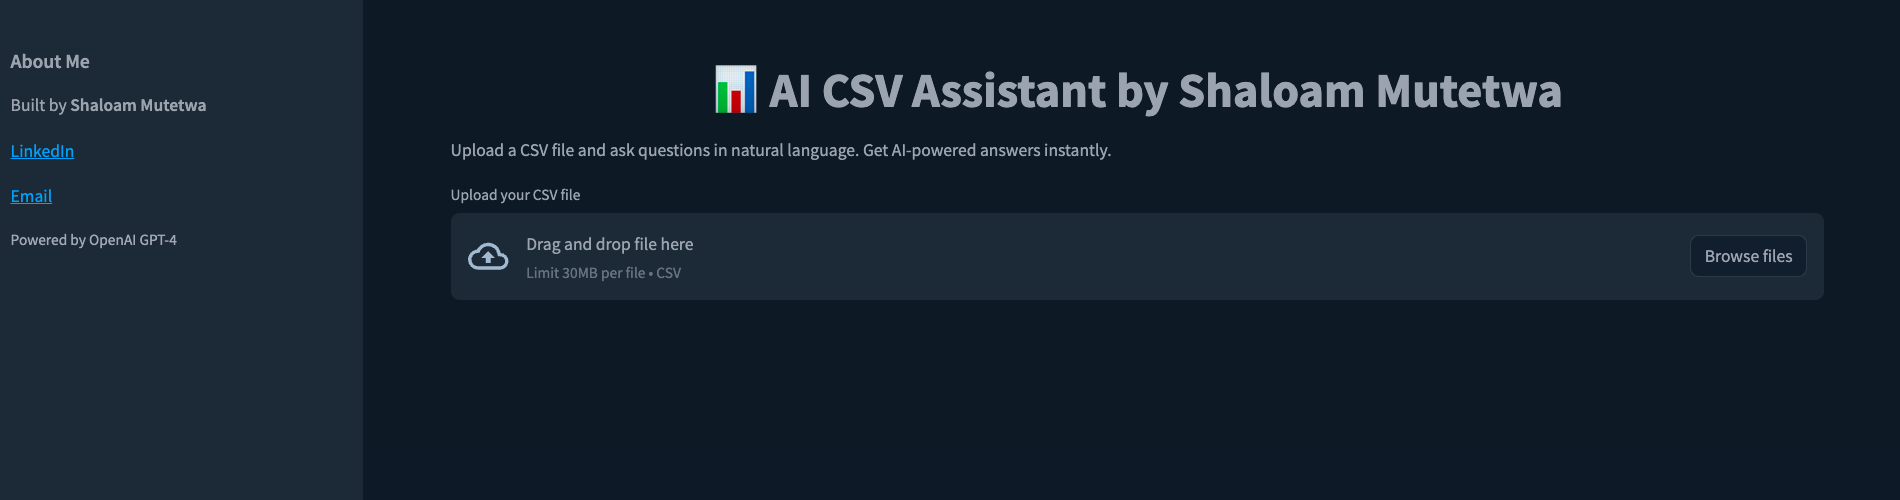 About Me
Built by Shaloam Mutetwa
LinkedIn
Email
Powered by OpenAI GPT-4
AI CSV Assistant by Shaloam Mutetwa
Upload a CSV file and ask questions in natural language. Get AI-powered answers instantly.
Upload your CSV file
Drag and drop file here
Limit 30MB per file • CSV
Browse files